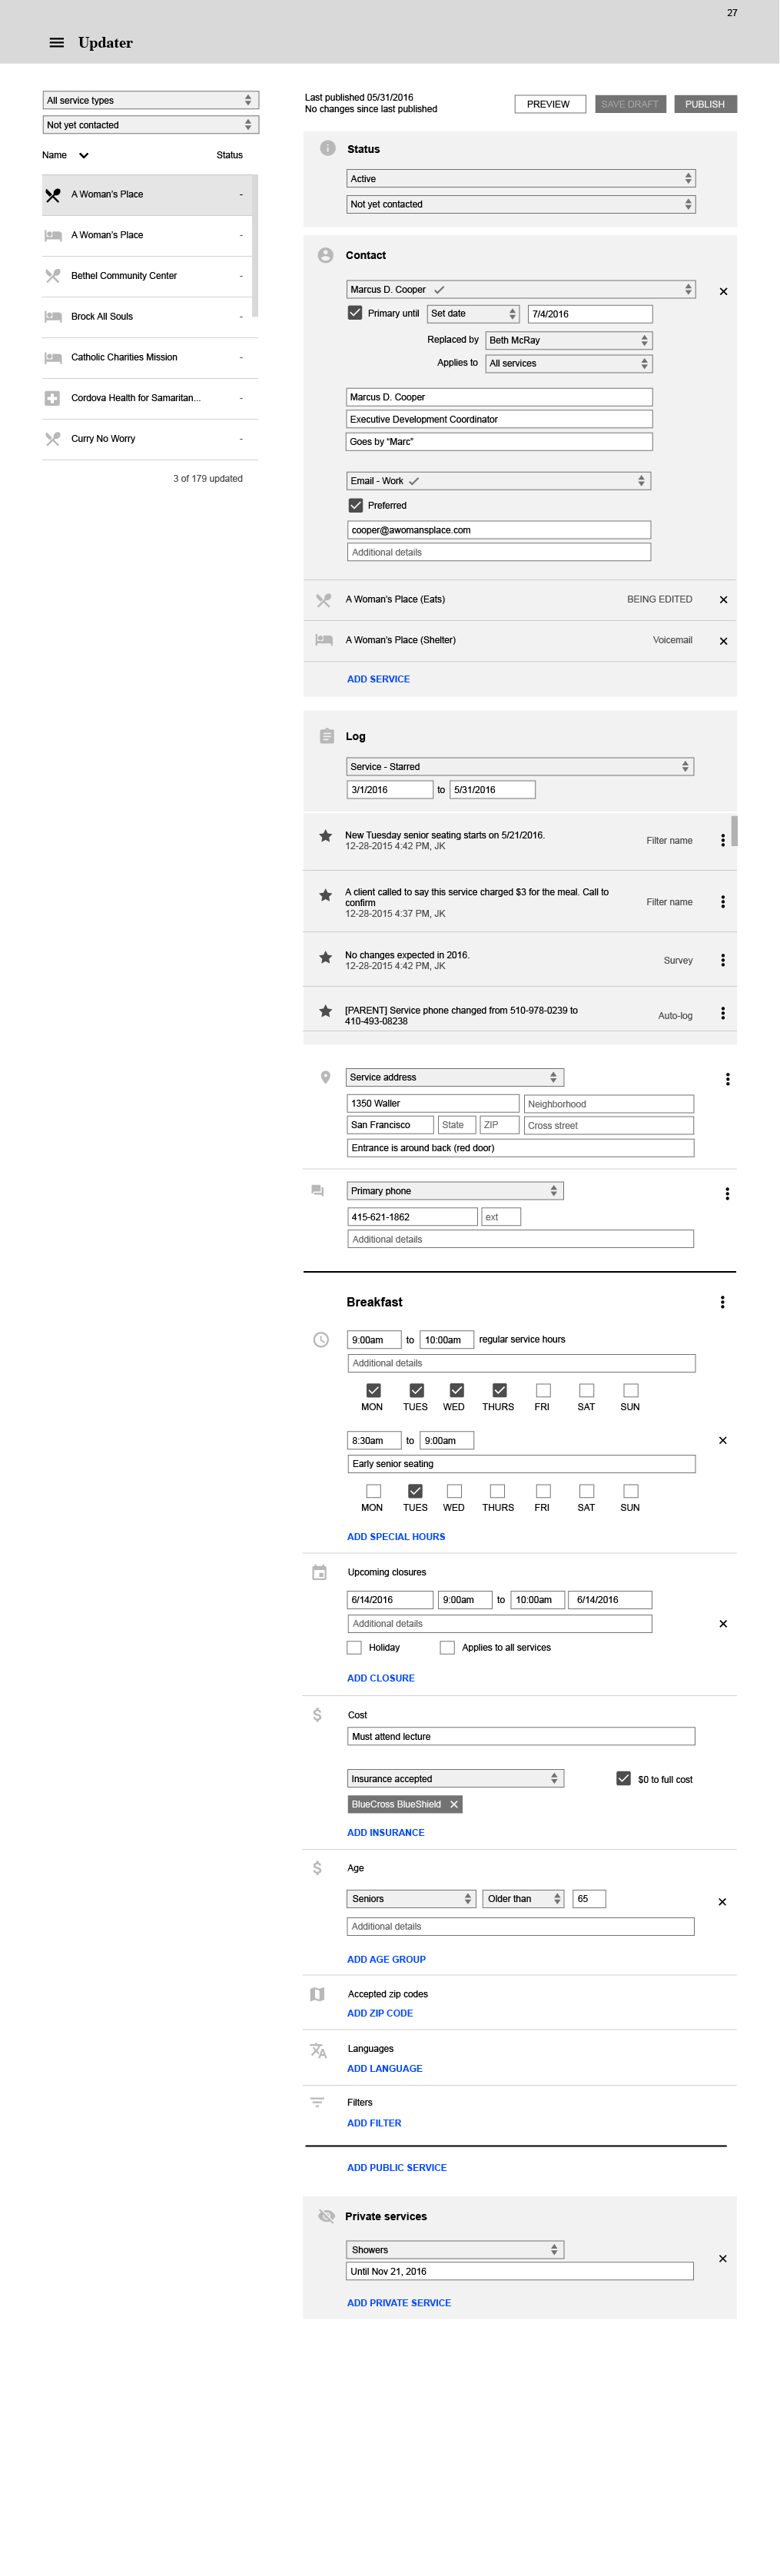 27
Updater
All service types
Not yet contacted
Name
Status
A Woman's Place
-
A Woman's Place
-
Bethel Community Center
-
Brock All Souls
-
Catholic Charities Mission
-
Cordova Health for Samaritan...
-
Curry No Worry
-
3 of 179 updated
Last published 05/31/2016
No changes since last published
PREVIEW
SAVE DRAFT
PUBLISH
Status
Active
Not yet contacted
Contact
Marcus D. Cooper
Primary until
Set date
7/4/2016
Replaced by
Beth McRay
Applies to
All services
Marcus D. Cooper
Executive Development Coordinator
Goes by “Marc”
Email - Work
Preferred
cooper@awomansplace.com
Additional details
A Woman's Place (Eats)
BEING EDITED
A Woman's Place (Shelter)
Voicemail
ADD SERVICE
Log
Service - Starred
3/1/2016
to
5/31/2016
New Tuesday senior seating starts on 5/21/2016.
12-28-2015 4:42 PM, JK
Filter name
A client called to say this service charged $3 for the meal. Call to
confirm
12-28-2015 4:37 PM, JK
Filter name
No changes expected in 2016.
12-28-2015 4:42 PM, JK
Survey
[PARENT] Service phone changed from 510-978-0239 to
410-493-08238
Auto-log
Service address
1350 Waller
Neighborhood
San Francisco
State
ZIP
Cross street
Entrance is around back (red door)
Primary phone
415-621-1862
ext
Additional details
Breakfast
9:00am
to
10:00am
regular service hours
Additional details
MON TUES WED THURS FRI SAT SUN
8:30am
to
9:00am
Early senior seating
MON TUES WED THURS FRI SAT SUN
ADD SPECIAL HOURS
Upcoming closures
6/14/2016
9:00am
to
10:00am
6/14/2016
Additional details
Holiday
Applies to all services
ADD CLOSURE
Cost
Must attend lecture
Insurance accepted
$0 to full cost
BlueCross BlueShield
ADD INSURANCE
Age
Seniors
Older than
65
Additional details
ADD AGE GROUP
Accepted zip codes
ADD ZIP CODE
Languages
ADD LANGUAGE
Filters
ADD FILTER
ADD PUBLIC SERVICE
Private services
Showers
Until Nov 21, 2016
ADD PRIVATE SERVICE